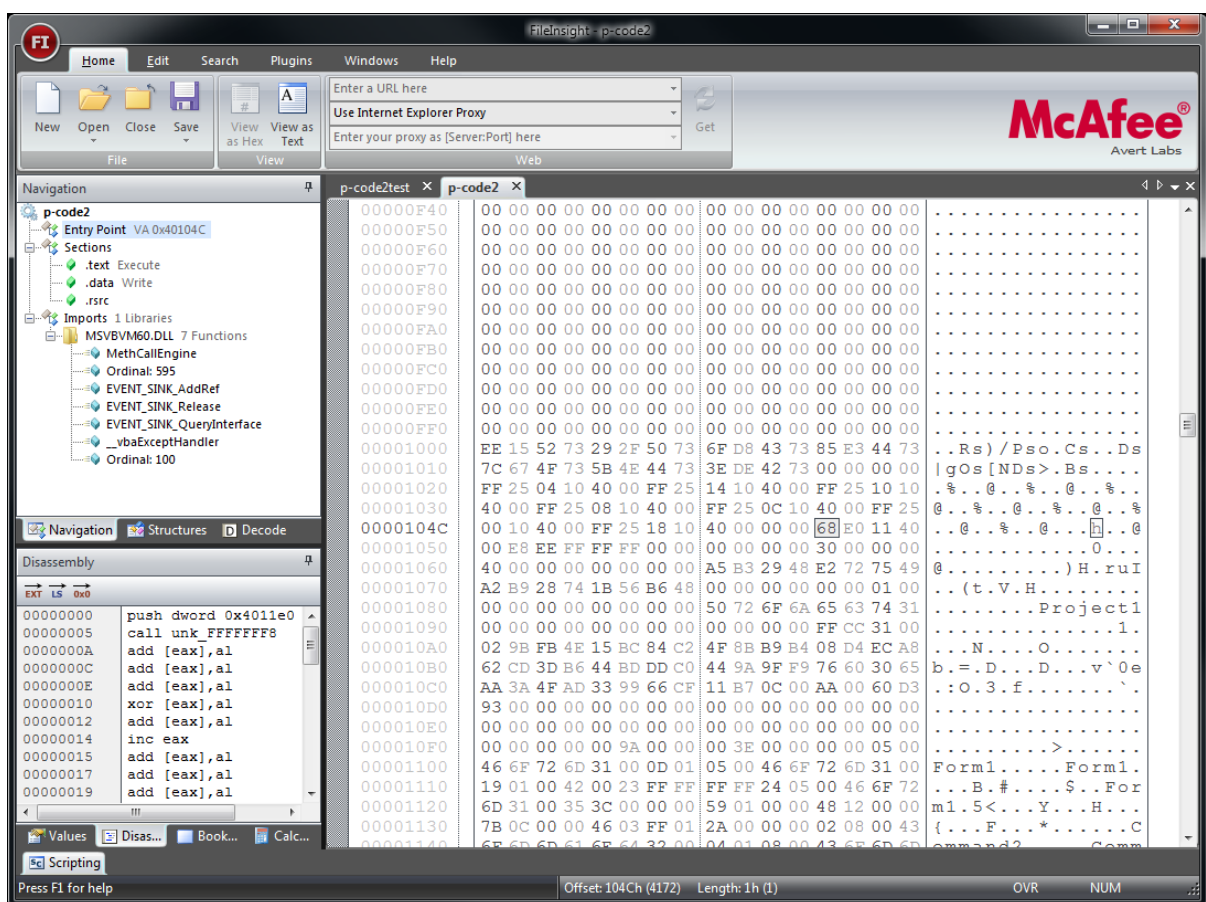 FileInsight - p-code2
FI
Home Edit Search Plugins Windows Help
New Open Close Save
File
View as Hex View as Text
View
Enter a URL here
Use Internet Explorer Proxy
Enter your proxy as [Server:Port] here
Get
Web
McAfee®
Avert Labs
Navigation
p-code2
Entry Point VA 0x40104C
Sections
.text Execute
.data Write
.rsrc
Imports 1 Libraries
MSVBVM60.DLL 7 Functions
MethCallEngine
Ordinal: 595
EVENT_SINK_AddRef
EVENT_SINK_Release
EVENT_SINK_QueryInterface
__vbaExceptHandler
Ordinal: 100
Navigation Structures Decode
Disassembly
EXT LS 0x0
00000000 push dword 0x4011e0
00000005 call unk_FFFFFFF8
0000000A add [eax],al
0000000C add [eax],al
0000000E add [eax],al
00000010 xor [eax],al
00000012 add [eax],al
00000014 inc eax
00000015 add [eax],al
00000017 add [eax],al
00000019 add [eax],al
Values Disas... Book... Calc...
p-code2test p-code2
00000F40 00 00 00 00 00 00 00 00 00 00 00 00 00 00 00 00 ................
00000F50 00 00 00 00 00 00 00 00 00 00 00 00 00 00 00 00 ................
00000F60 00 00 00 00 00 00 00 00 00 00 00 00 00 00 00 00 ................
00000F70 00 00 00 00 00 00 00 00 00 00 00 00 00 00 00 00 ................
00000F80 00 00 00 00 00 00 00 00 00 00 00 00 00 00 00 00 ................
00000F90 00 00 00 00 00 00 00 00 00 00 00 00 00 00 00 00 ................
00000FA0 00 00 00 00 00 00 00 00 00 00 00 00 00 00 00 00 ................
00000FB0 00 00 00 00 00 00 00 00 00 00 00 00 00 00 00 00 ................
00000FC0 00 00 00 00 00 00 00 00 00 00 00 00 00 00 00 00 ................
00000FD0 00 00 00 00 00 00 00 00 00 00 00 00 00 00 00 00 ................
00000FE0 00 00 00 00 00 00 00 00 00 00 00 00 00 00 00 00 ................
00000FF0 00 00 00 00 00 00 00 00 00 00 00 00 00 00 00 00 ................
00001000 EE 15 52 73 29 2F 50 73 6F D8 43 73 85 E3 44 73 ..Rs)/Pso.Cs..Ds
00001010 7C 67 4F 73 5B 4E 44 73 3E DE 42 73 00 00 00 00 |gOs[NDs>.Bs....
00001020 FF 25 04 10 40 00 FF 25 14 10 40 00 FF 25 10 10 .%..@..%..@..%..
00001030 40 00 FF 25 08 10 40 00 FF 25 0C 10 40 00 FF 25 @..%..@..%..@..%
0000104C 00 10 40 00 FF 25 18 10 40 00 00 00 68 E0 11 40 ..@..%..@...h..@
00001050 00 E8 EE FF FF FF 00 00 00 00 00 00 30 00 00 00 ............0...
00001060 40 00 00 00 00 00 00 00 A5 B3 29 48 E2 72 75 49 @.........)H.ruI
00001070 A2 B9 28 74 1B 56 B6 48 00 00 00 00 00 00 01 00 ..(t.V.H........
00001080 00 00 00 00 00 00 00 00 50 72 6F 6A 65 63 74 31 ........Project1
00001090 00 00 00 00 00 00 00 00 00 00 00 00 FF CC 31 00 ..............1.
000010A0 02 9B FB 4E 15 BC 84 C2 4F 8B B9 B4 08 D4 EC A8 ...N....O.......
000010B0 62 CD 3D B6 44 BD DD C0 44 9A 9F F9 76 60 30 65 b.=.D...D...v`0e
000010C0 AA 3A 4F AD 33 99 66 CF 11 B7 0C 00 AA 00 60 D3 .:O.3.f.......`.
000010D0 93 00 00 00 00 00 00 00 00 00 00 00 00 00 00 00 ................
000010E0 00 00 00 00 00 00 00 00 00 00 00 00 00 00 00 00 ................
000010F0 00 00 00 00 00 9A 00 00 00 3E 00 00 00 00 05 00 .........>......
00001100 46 6F 72 6D 31 00 0D 01 05 00 46 6F 72 6D 31 00 Form1.....Form1.
00001110 19 01 00 42 00 23 FF FF FF FF 24 05 00 46 6F 72 ...B.#....$..For
00001120 6D 31 00 35 3C 00 00 00 59 01 00 00 48 12 00 00 m1.5<...Y...H...
00001130 7B 0C 00 00 46 03 FF 01 2A 00 00 00 02 08 00 43 {...F...*......C
Scripting
Press F1 for help Offset: 104Ch (4172) Length: 1h (1) OVR NUM